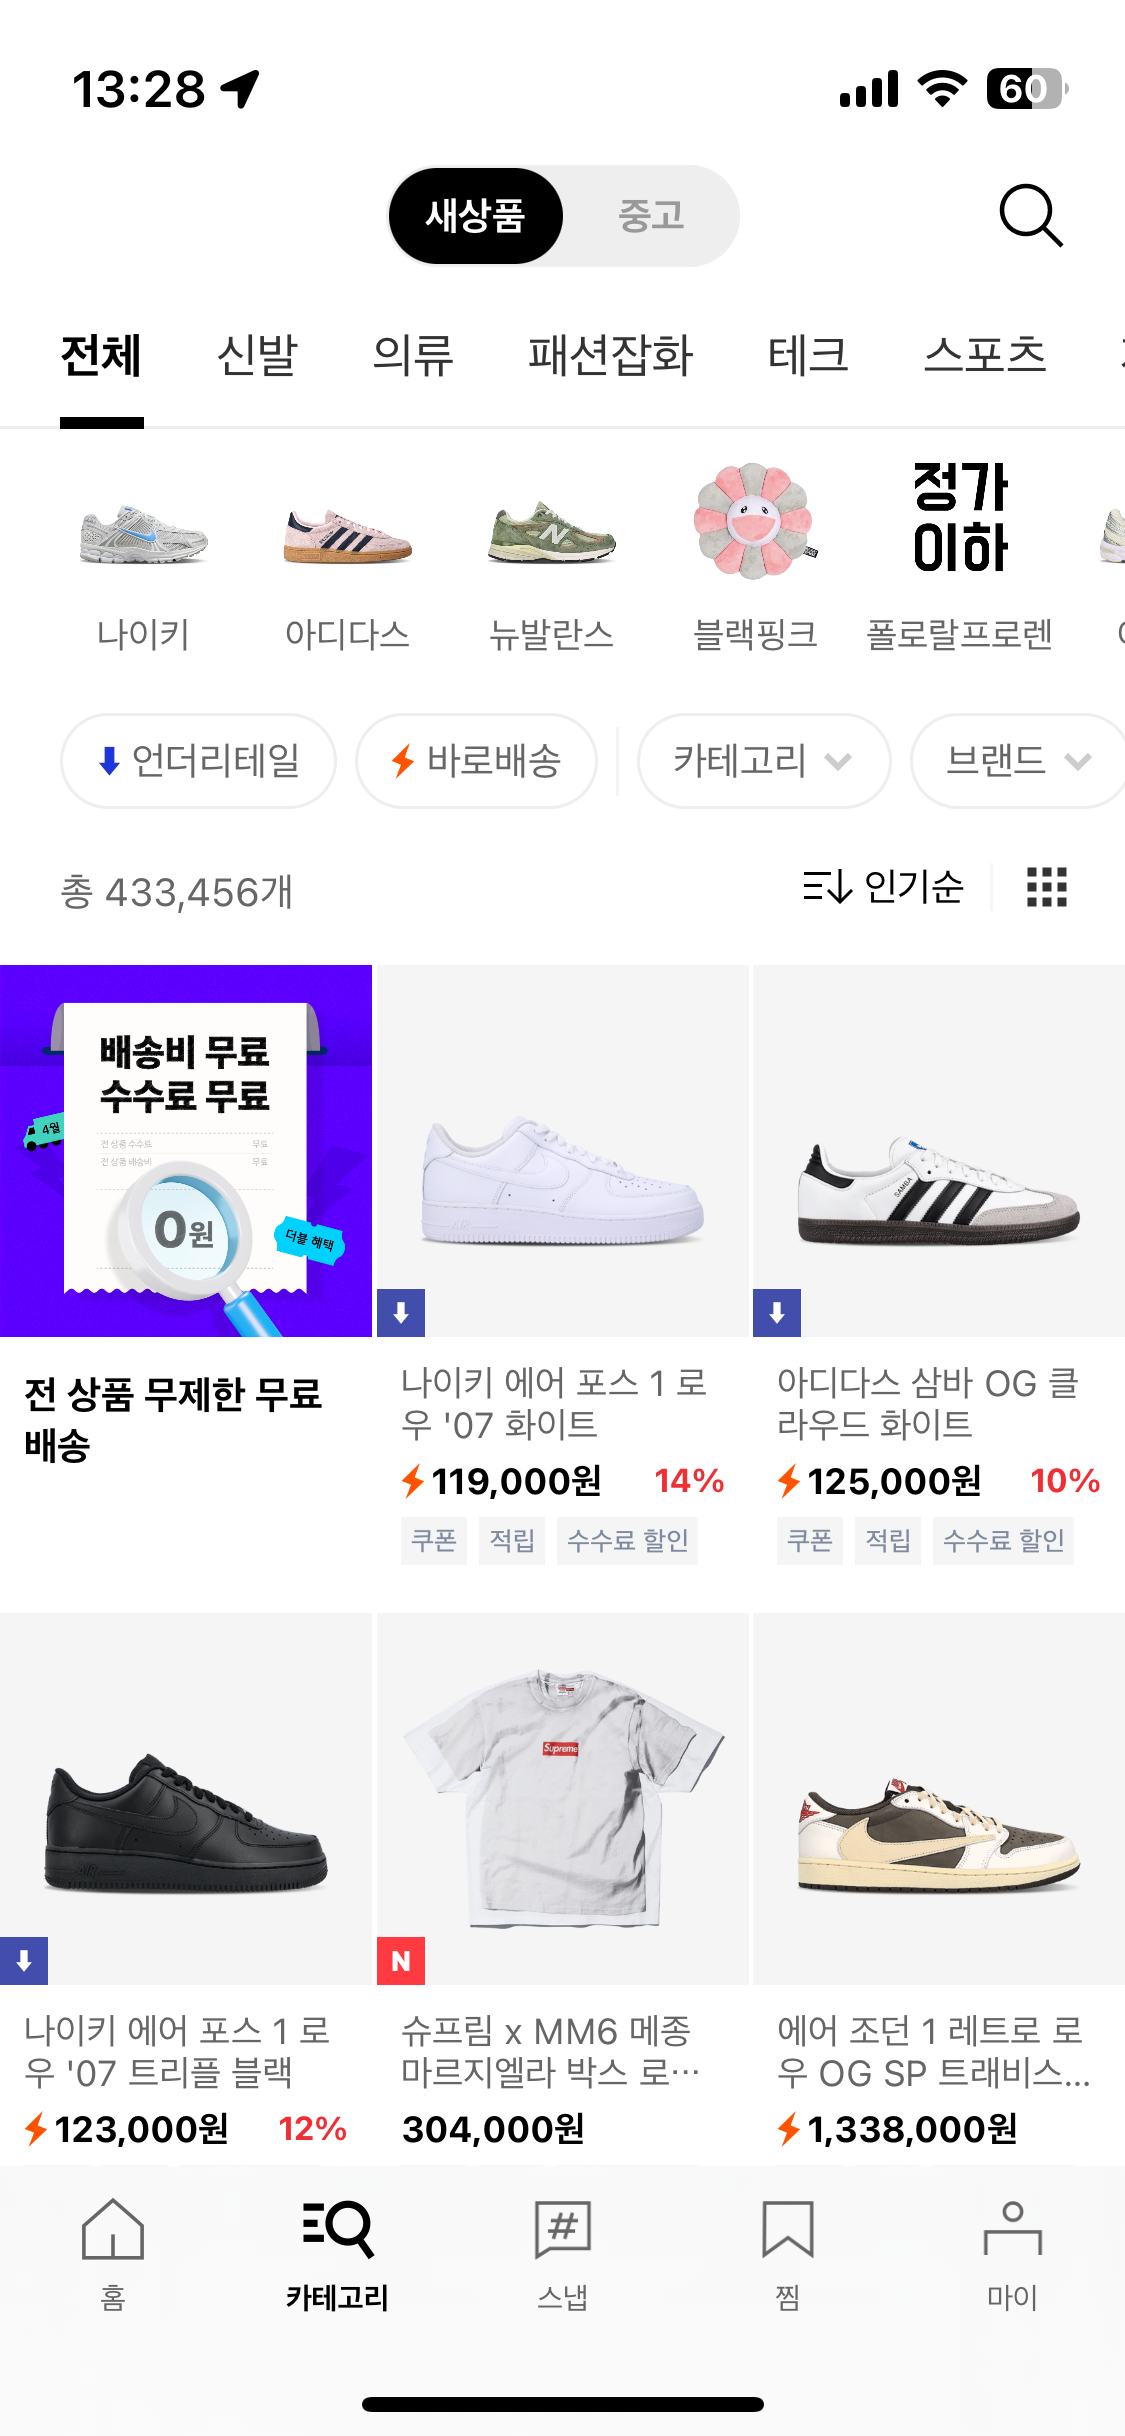 13:28
60
새상품 중고
전체 신발 의류 패션잡화 테크 스포츠
정가
이하
나이키 아디다스 뉴발란스 블랙핑크 폴로랄프로렌
언더리테일 바로배송 카테고리 브랜드
총 433,456개
인기순
배송비 무료
수수료 무료
4월
전 상품 수수료 무료
전 상품 배송비 무료
0원
더블 혜택
SAMBA
전 상품 무제한 무료
배송
나이키 에어 포스 1 로
우 '07 화이트
119,000원 14%
쿠폰 적립 수수료 할인
아디다스 삼바 OG 클
라우드 화이트
125,000원 10%
쿠폰 적립 수수료 할인
Supreme
N
나이키 에어 포스 1 로
우 '07 트리플 블랙
123,000원 12%
슈프림 x MM6 메종
마르지엘라 박스 로...
304,000원
에어 조던 1 레트로 로
우 OG SP 트래비스...
1,338,000원
홈 카테고리 스냅 찜 마이